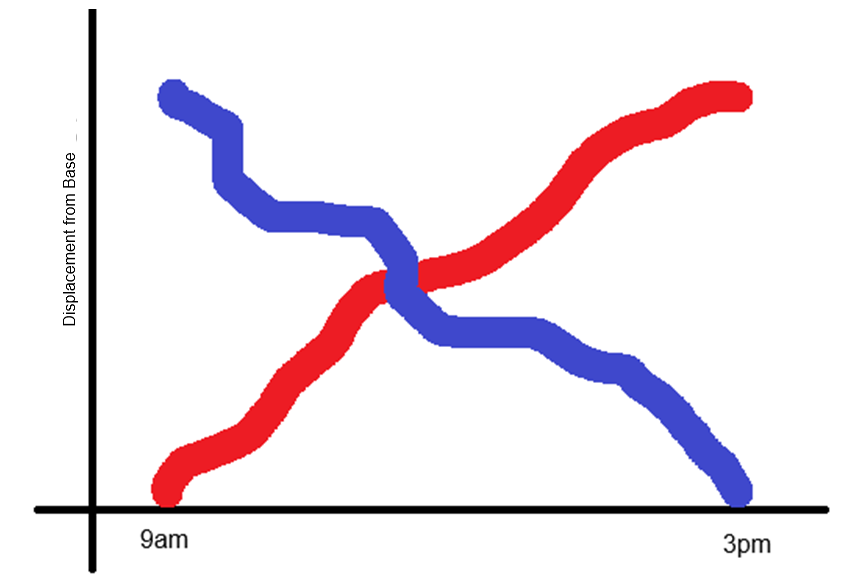 Displacement from Base
9am
3pm